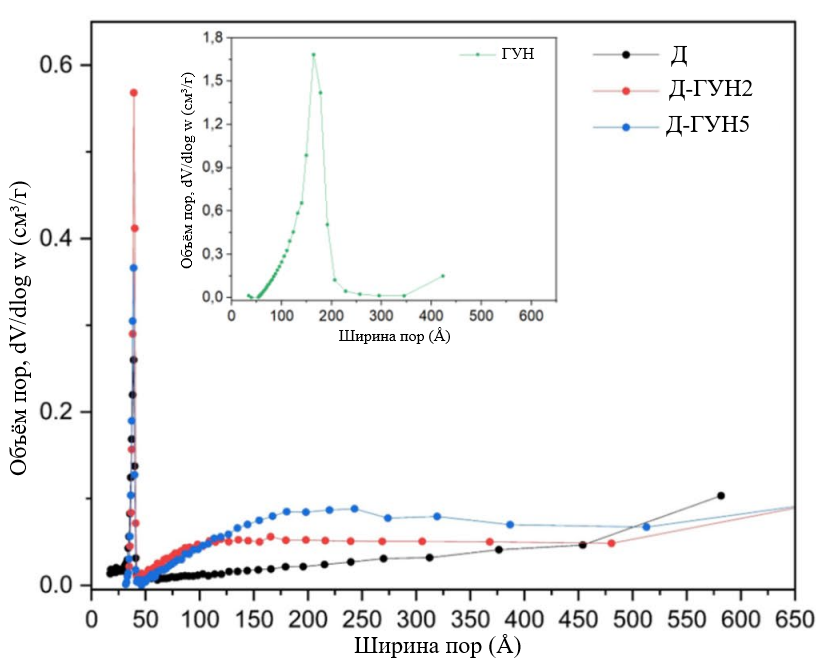 Объём пор, dV/dlog w (см³/г)
0.6
0.4
0.2
0.0
0 50 100 150 200 250 300 350 400 450 500 550 600 650
Ширина пор (Å)
Д
Д-ГУН2
Д-ГУН5
Объём пор, dV/dlog w (см³/г)
1,8
1,5
1,2
0,9
0,6
0,3
0,0
0 100 200 300 400 500 600
Ширина пор (Å)
ГУН